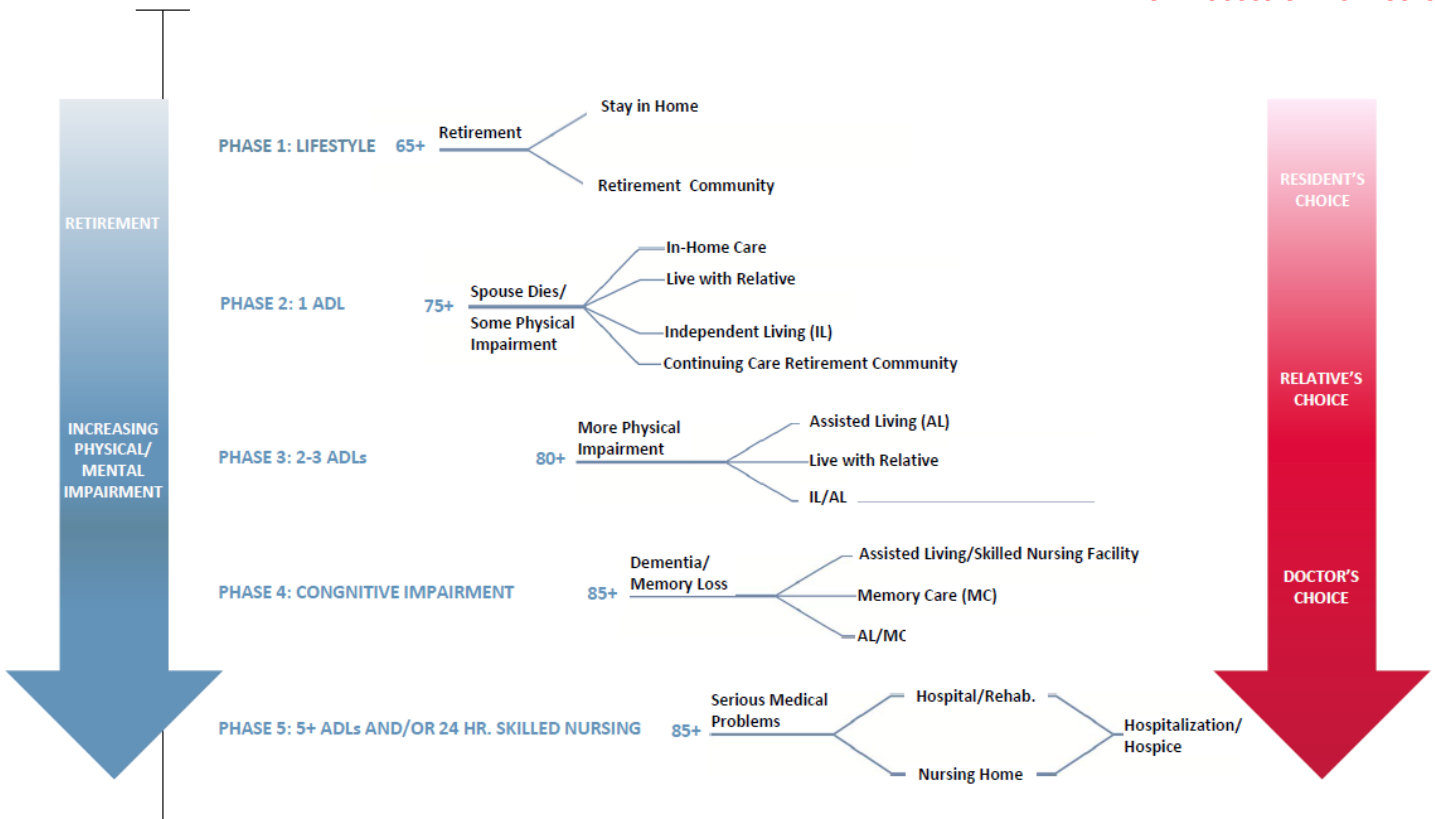 RETIREMENT
INCREASING
PHYSICAL/
MENTAL
IMPAIRMENT
PHASE 1: LIFESTYLE 65+ Retirement
Stay in Home
Retirement Community
PHASE 2: 1 ADL 75+ Spouse Dies/
Some Physical
Impairment
In-Home Care
Live with Relative
Independent Living (IL)
Continuing Care Retirement Community
PHASE 3: 2-3 ADLs 80+ More Physical
Impairment
Assisted Living (AL)
Live with Relative
IL/AL
PHASE 4: CONGNITIVE IMPAIRMENT 85+ Dementia/
Memory Loss
Assisted Living/Skilled Nursing Facility
Memory Care (MC)
AL/MC
PHASE 5: 5+ ADLs AND/OR 24 HR. SKILLED NURSING 85+ Serious Medical
Problems
Hospital/Rehab.
Nursing Home
Hospitalization/
Hospice
RESIDENT'S
CHOICE
RELATIVE'S
CHOICE
DOCTOR'S
CHOICE